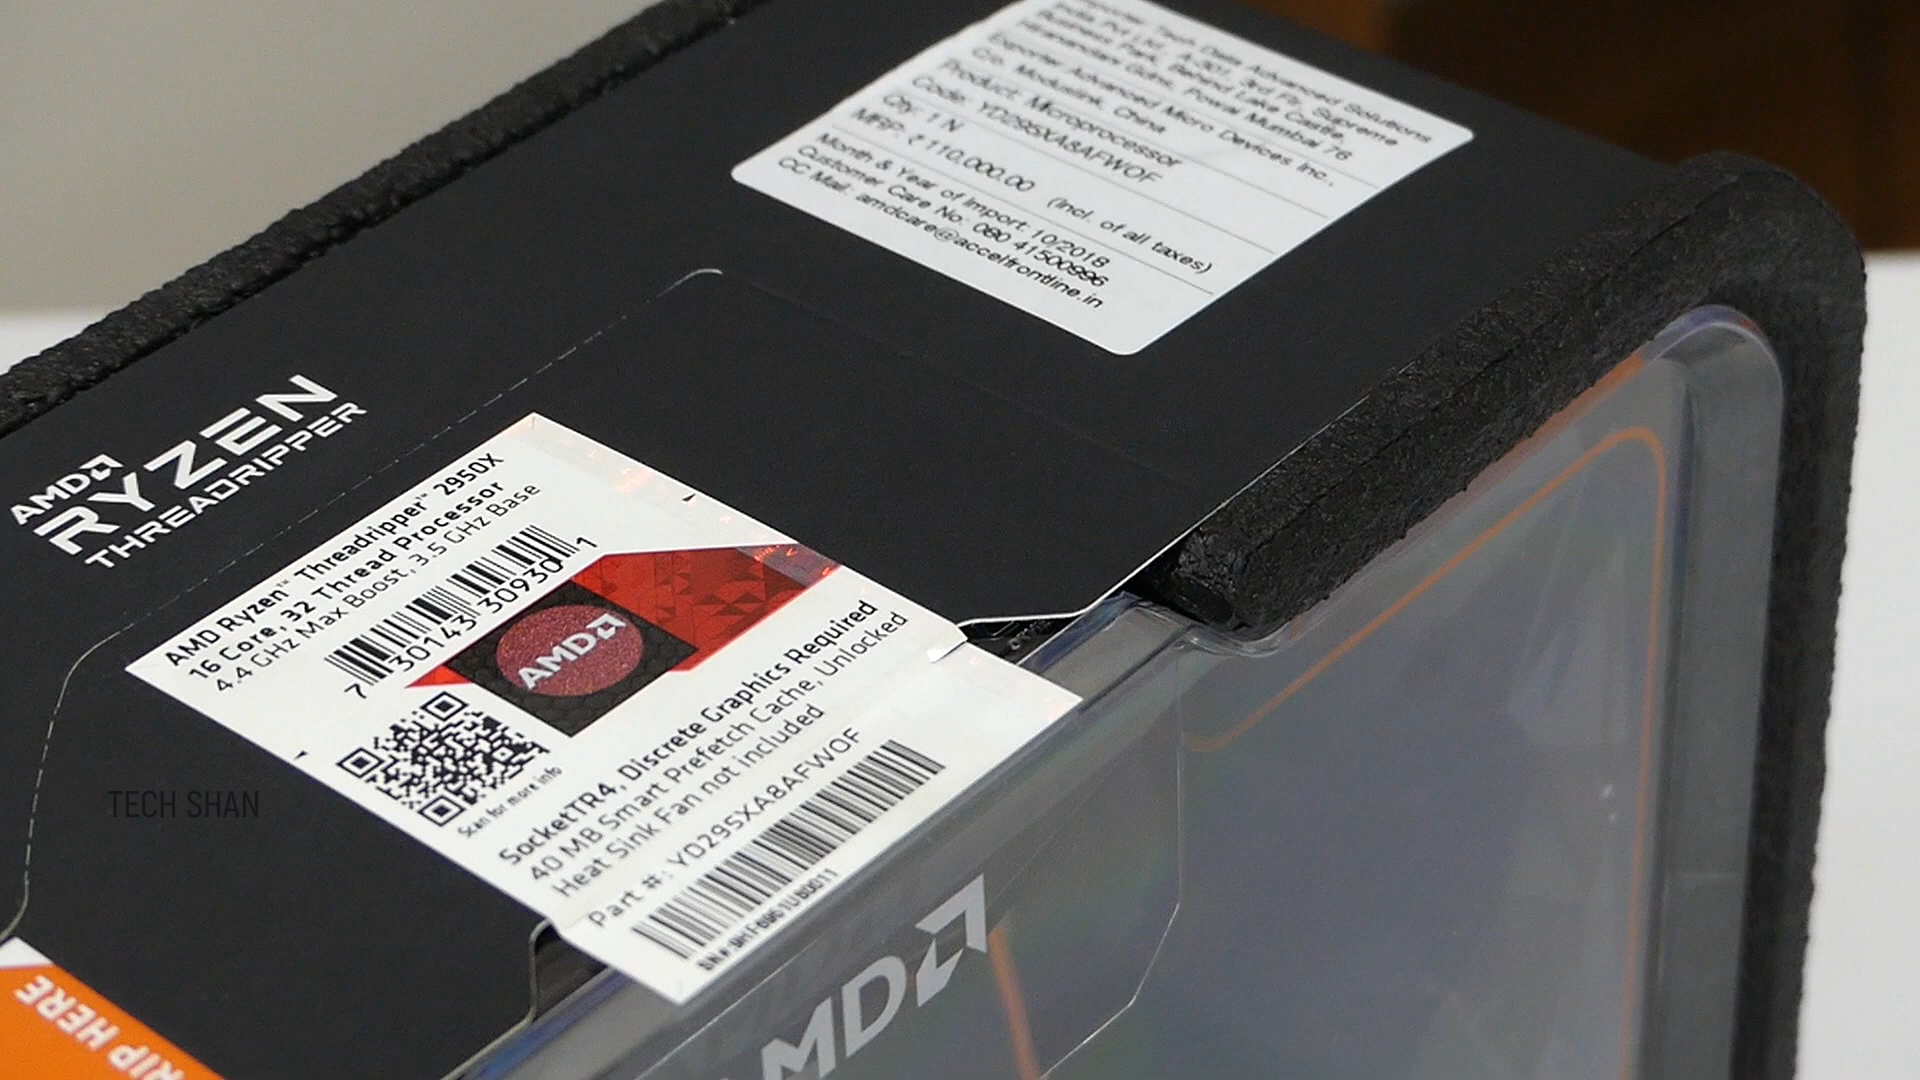 Importer Tech Data Advanced Solutions
India Pvt Ltd. A-301, 3rd Flr, Supreme
Business Park, Behind Lake Castle,
Hiranandani Gdns, Powai Mumbai 76
Exporter Advanced Micro Devices Inc.,
Co. Moduslink, China
Product: Microprocessor
Code: YD295XA8AFWOF
Qty: 1 N
MRP: ₹ 110,000.00 (Incl. of all taxes)
Month & Year of Import: 10/2018
Customer Care No: 080 41500996
CC Mail: amdcare@accelfrontline.in
AMD
RYZEN
THREADRIPPER
AMD Ryzen™ Threadripper™ 2950X
16 Core, 32 Thread Processor
4.4 GHz Max Boost, 3.5 GHz Base
7 30143 30930 1
AMD
Scan for more info
SocketTR4, Discrete Graphics Required
40 MB Smart Prefetch Cache, Unlocked
Heat Sink Fan not included
Part #: YD295XA8AFWOF
TECH SHAN
RIP HERE
AMD